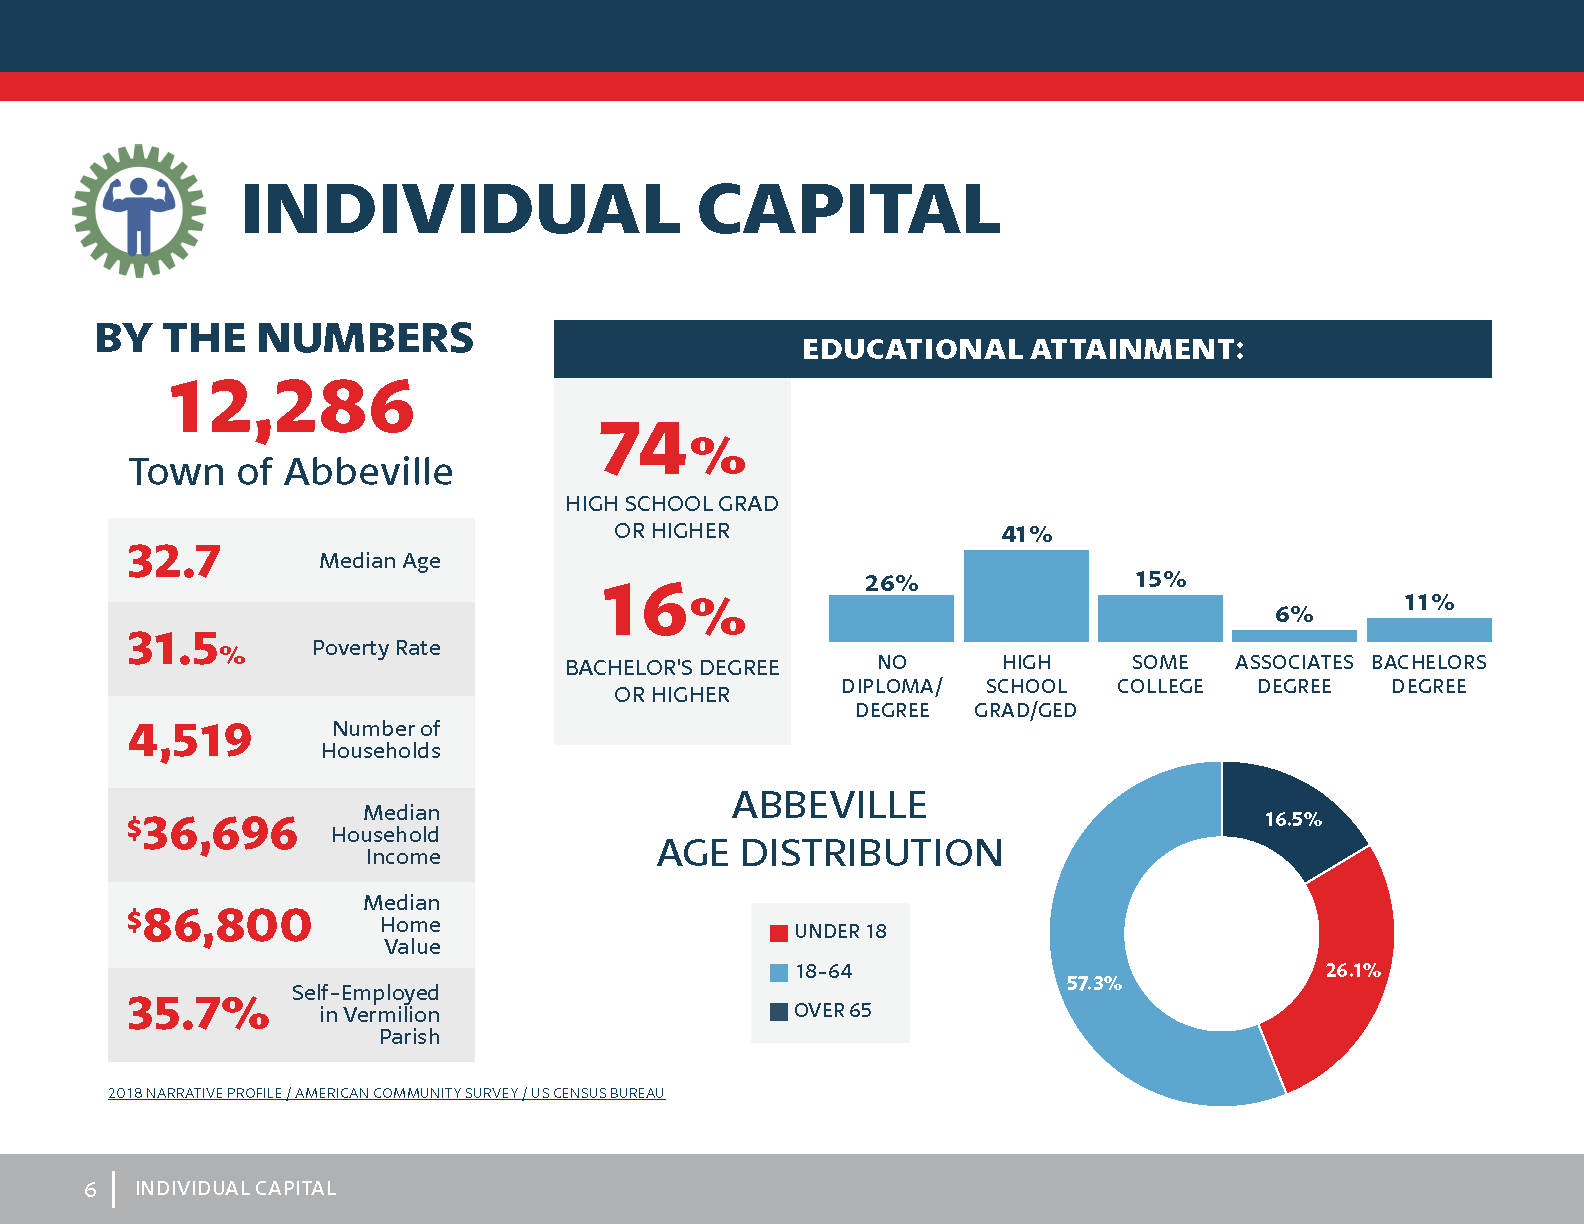 INDIVIDUAL CAPITAL
BY THE NUMBERS
12,286
Town of Abbeville
32.7
Median Age
31.5%
Poverty Rate
4,519
Number of
Households
$36,696
Median
Household
Income
$86,800
Median
Home
Value
35.7%
Self-Employed
in Vermilion
Parish
2018 NARRATIVE PROFILE / AMERICAN COMMUNITY SURVEY / US CENSUS BUREAU
EDUCATIONAL ATTAINMENT:
74%
HIGH SCHOOL GRAD
OR HIGHER
16%
BACHELOR'S DEGREE
OR HIGHER
26%
NO
DIPLOMA/
DEGREE
41%
HIGH
SCHOOL
GRAD/GED
15%
SOME
COLLEGE
6%
ASSOCIATES
DEGREE
11%
BACHELORS
DEGREE
ABBEVILLE
AGE DISTRIBUTION
UNDER 18
18-64
OVER 65
16.5%
26.1%
57.3%
6
INDIVIDUAL CAPITAL